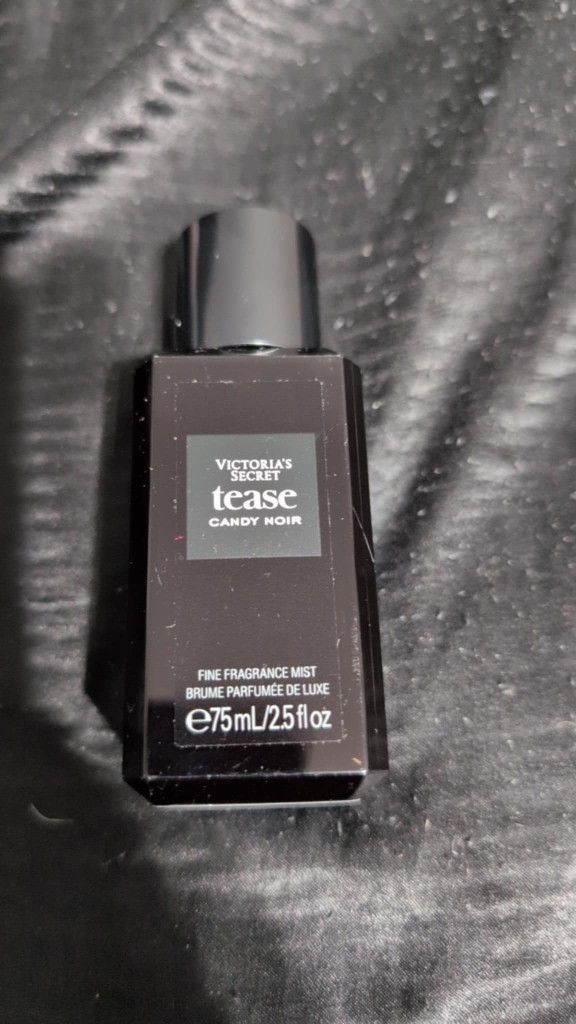 VICTORIA'S
SECRET
tease
CANDY NOIR
FINE FRAGRANCE MIST
BRUME PARFUMÉE DE LUXE
℮75mL/2.5 fl oz